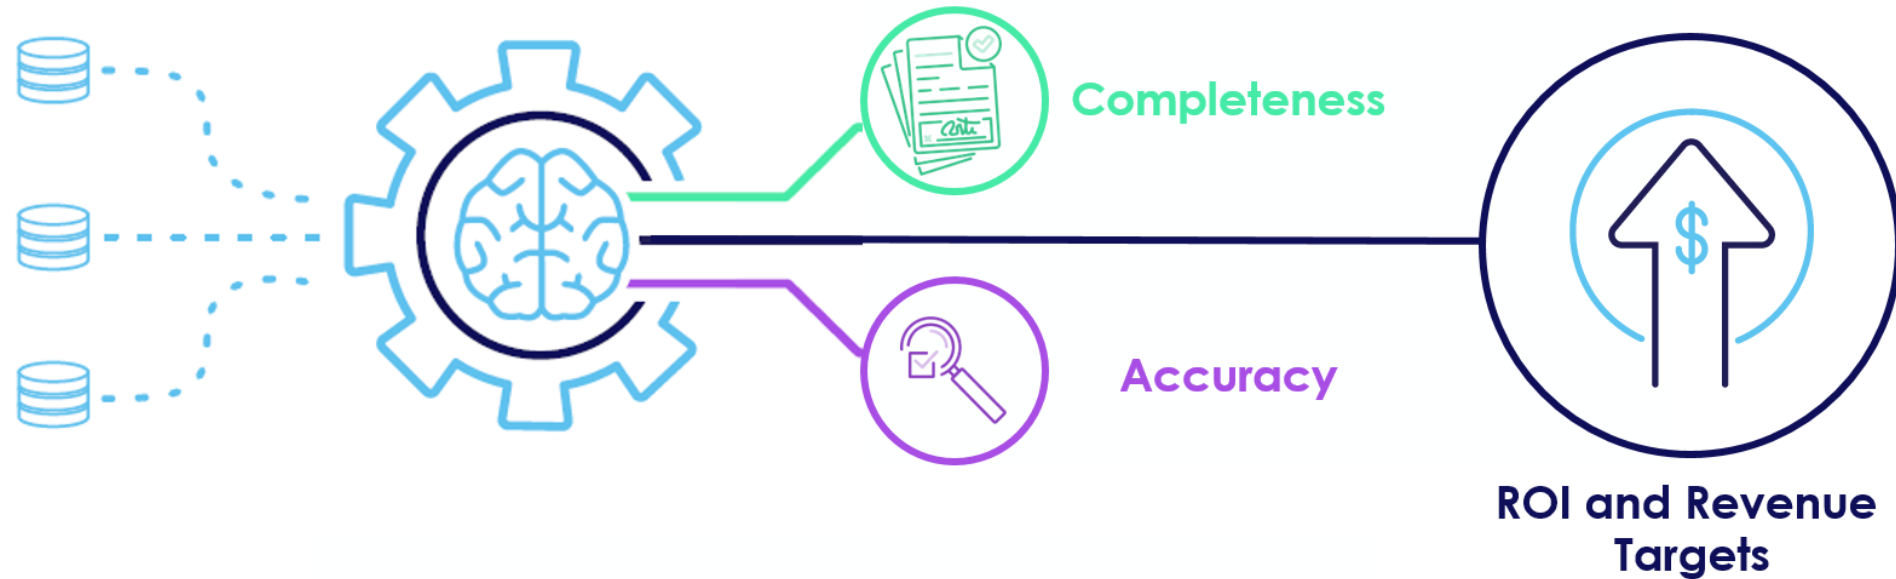 Completeness
Accuracy
$
ROI and Revenue
Targets